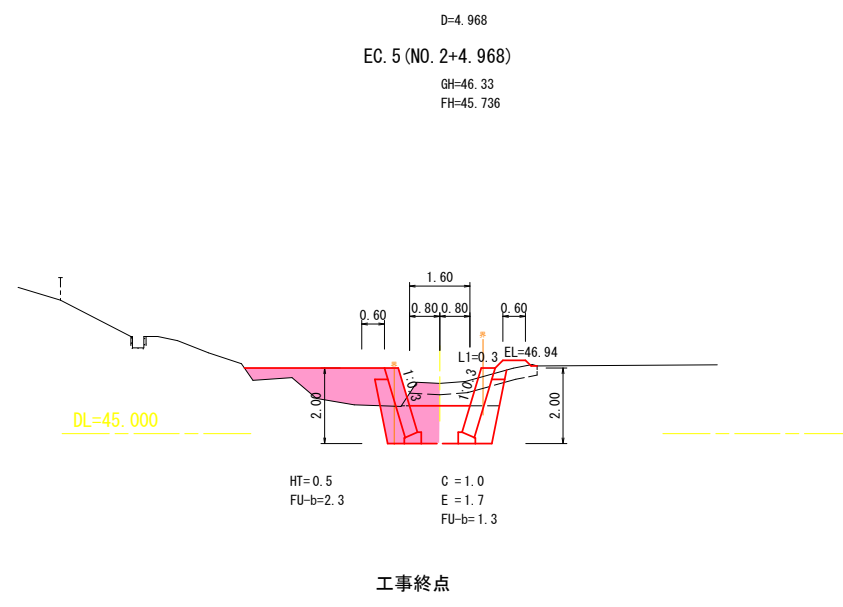 D=4.968
EC.5(NO.2+4.968)
GH=46.33
FH=45.736
1.60
0.60
0.80
0.80
0.60
界
L1=0.3
EL=46.94
界
1:0.3
1:0.3
2.00
2.00
DL=45.000
HT=0.5
FU-b=2.3
C =1.0
E =1.7
FU-b=1.3
工事終点